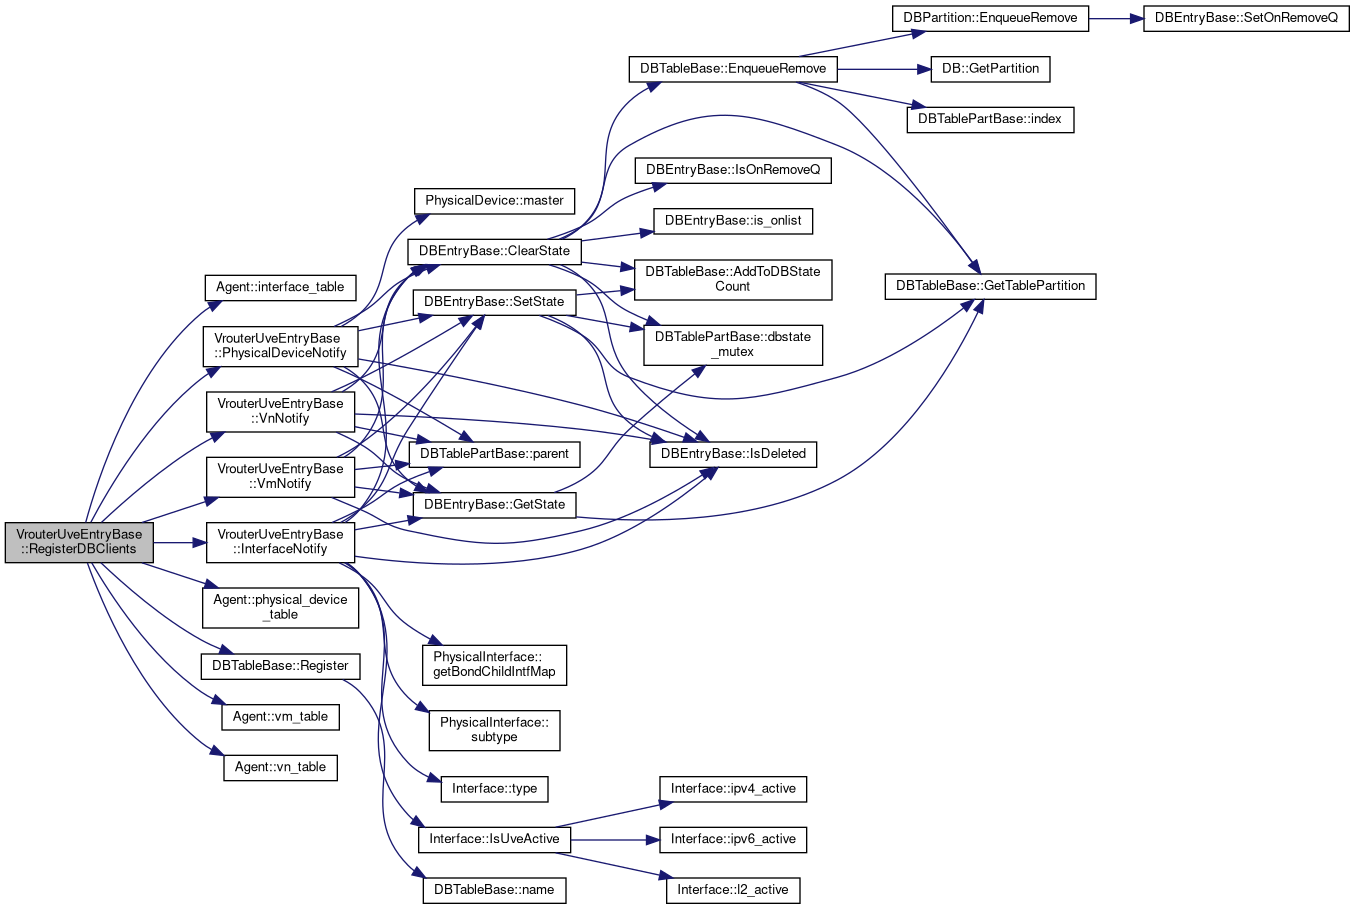 VrouterUveEntryBase
::RegisterDBClients
Agent::interface_table
VrouterUveEntryBase
::PhysicalDeviceNotify
VrouterUveEntryBase
::VnNotify
VrouterUveEntryBase
::VmNotify
VrouterUveEntryBase
::InterfaceNotify
Agent::physical_device
_table
DBTableBase::Register
Agent::vm_table
Agent::vn_table
PhysicalDevice::master
DBEntryBase::ClearState
DBEntryBase::SetState
DBTablePartBase::parent
DBEntryBase::GetState
PhysicalInterface::
getBondChildIntfMap
PhysicalInterface::
subtype
Interface::type
Interface::IsUveActive
DBTableBase::name
DBTableBase::EnqueueRemove
DBEntryBase::IsOnRemoveQ
DBEntryBase::is_onlist
DBTableBase::AddToDBState
Count
DBTablePartBase::dbstate
_mutex
DBEntryBase::IsDeleted
Interface::ipv4_active
Interface::ipv6_active
Interface::l2_active
DBPartition::EnqueueRemove
DB::GetPartition
DBTablePartBase::index
DBTableBase::GetTablePartition
DBEntryBase::SetOnRemoveQ